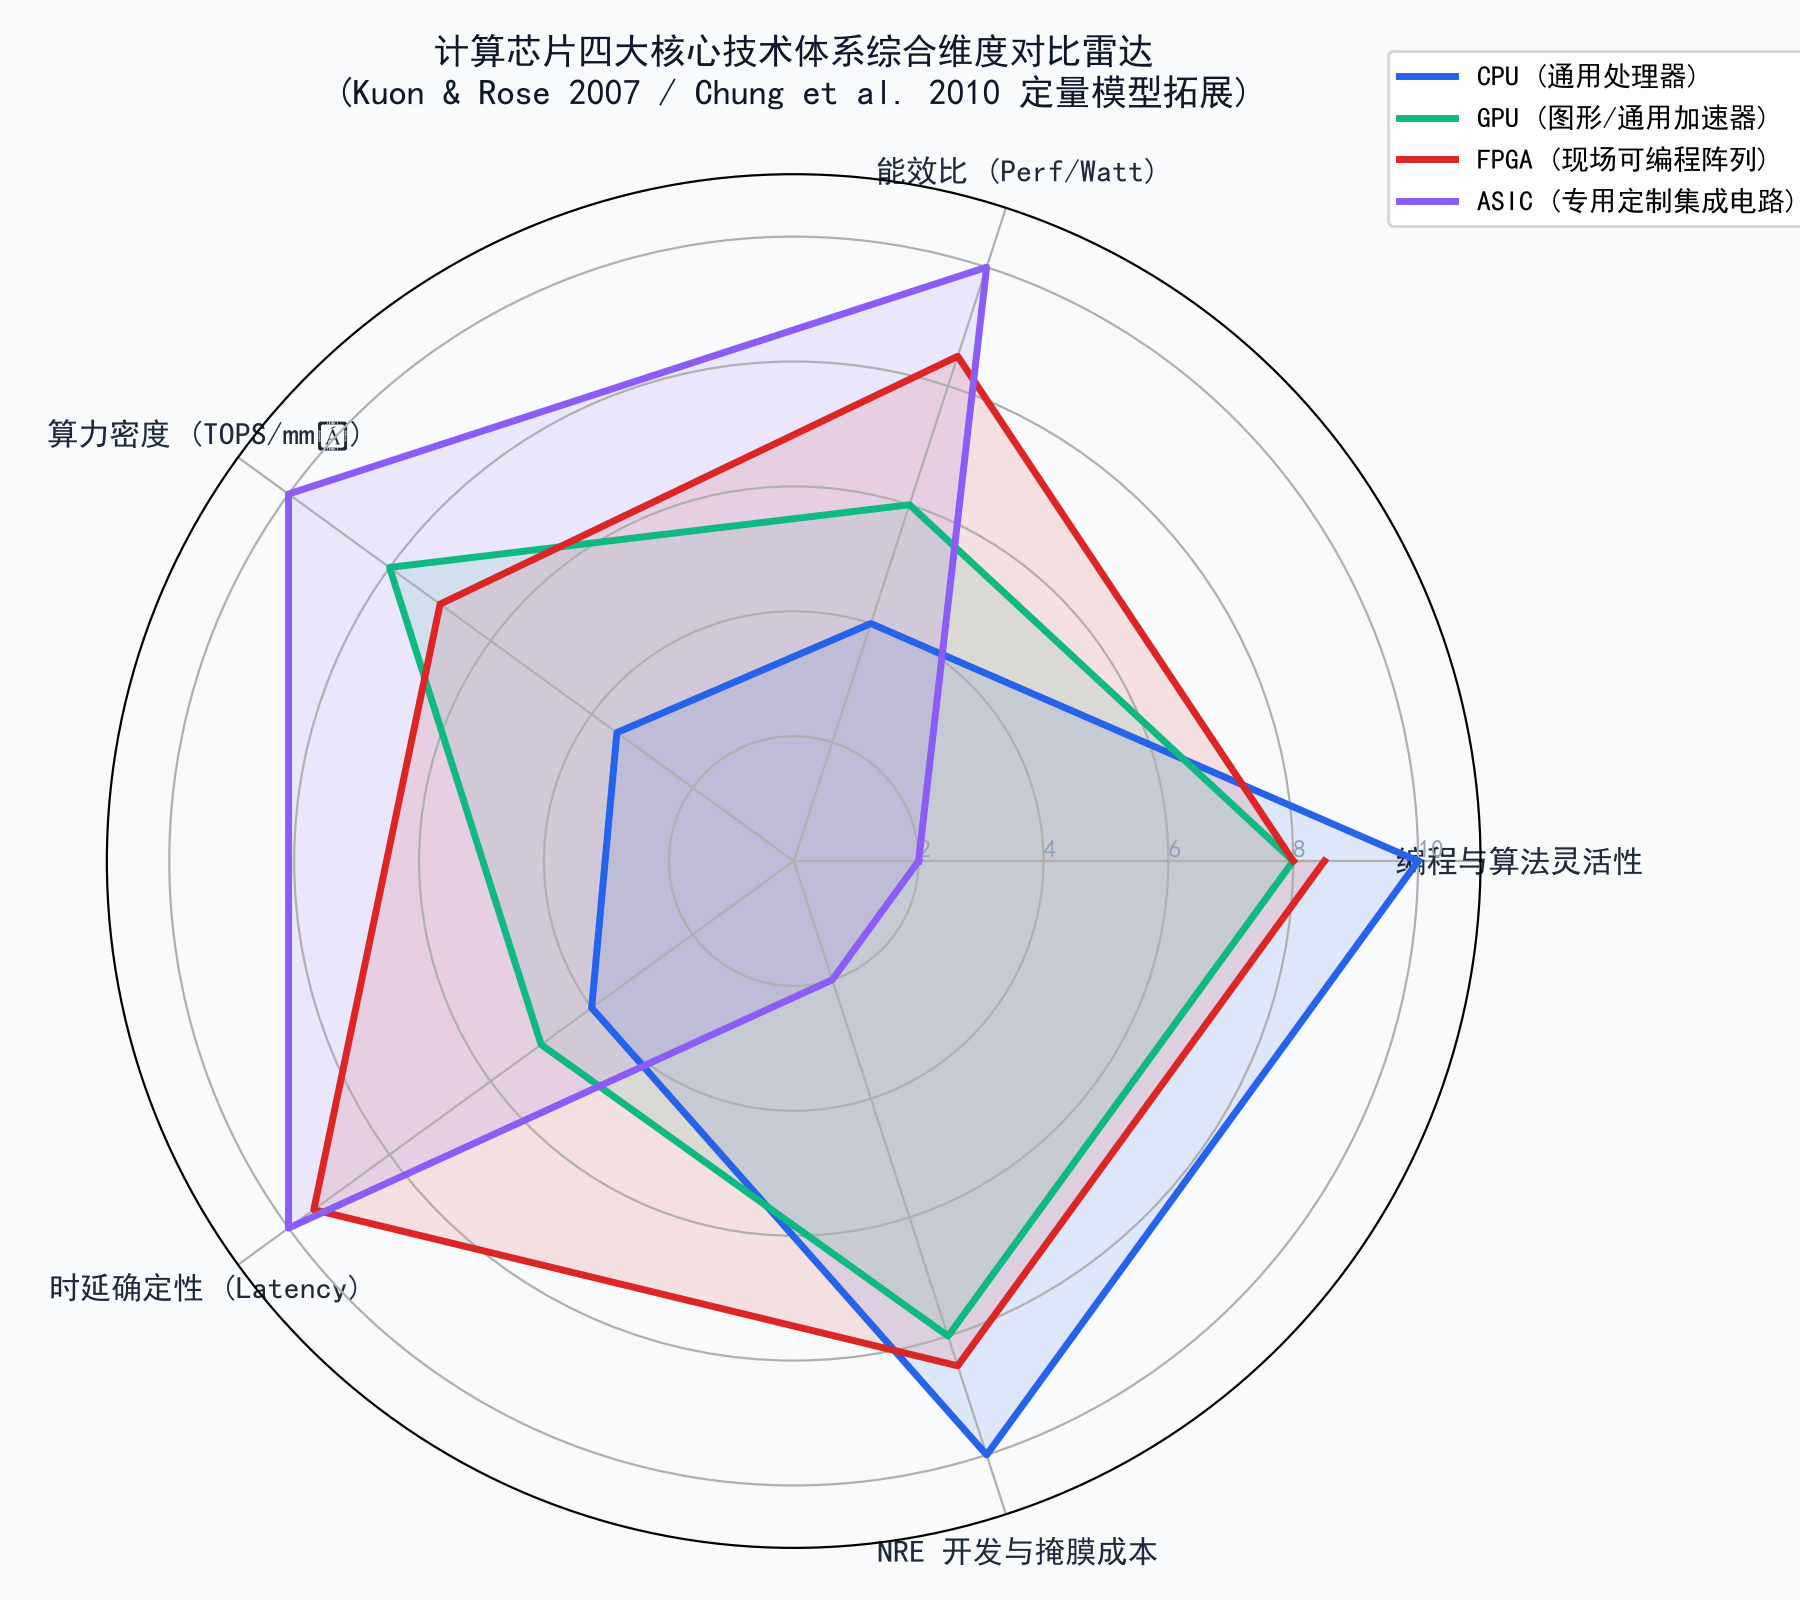 计算芯片四大核心技术体系综合维度对比雷达
(Kuon & Rose 2007 / Chung et al. 2010 定量模型拓展)
CPU (通用处理器)
GPU (图形/通用加速器)
FPGA (现场可编程阵列)
ASIC (专用定制集成电路)
能效比 (Perf/Watt)
算力密度 (TOPS/mm)
2
4
6
8
10
编程与算法灵活性
时延确定性 (Latency)
NRE 开发与掩膜成本